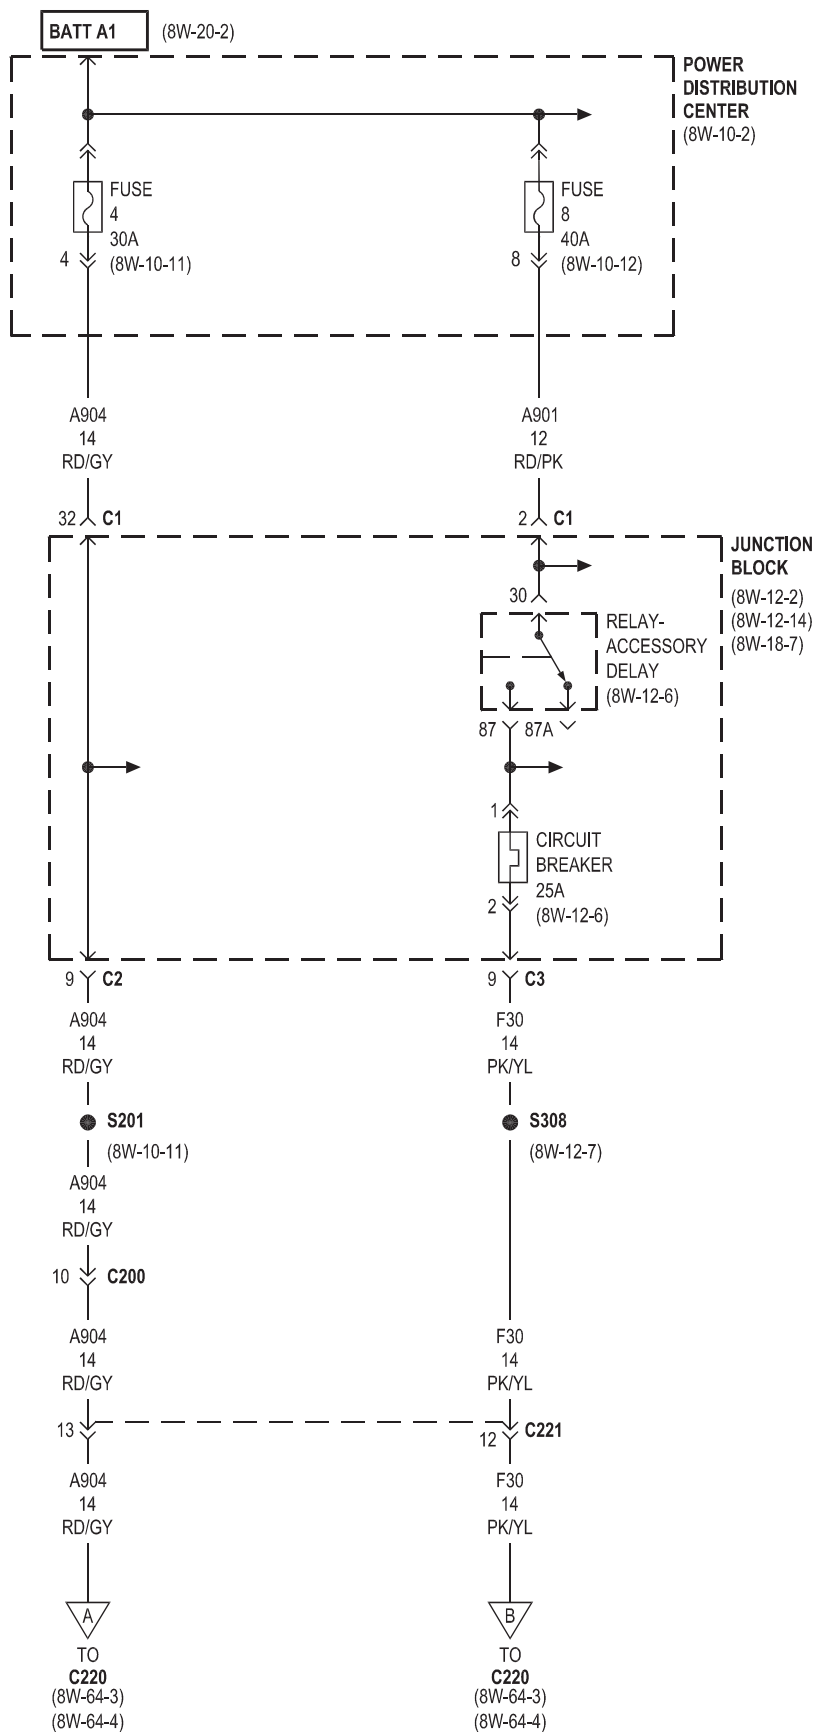 BATT A1 (8W-20-2)
POWER
DISTRIBUTION
CENTER
(8W-10-2)
FUSE
4
30A
(8W-10-11)
4
FUSE
8
40A
(8W-10-12)
8
A904
14
RD/GY
A901
12
RD/PK
32 C1
2 C1
JUNCTION
BLOCK
(8W-12-2)
(8W-12-14)
(8W-18-7)
30
RELAY-
ACCESSORY
DELAY
(8W-12-6)
87 87A
1
CIRCUIT
BREAKER
25A
(8W-12-6)
2
9 C2
9 C3
A904
14
RD/GY
F30
14
PK/YL
S201
(8W-10-11)
S308
(8W-12-7)
A904
14
RD/GY
10 C200
A904
14
RD/GY
F30
14
PK/YL
13
12 C221
A904
14
RD/GY
F30
14
PK/YL
A
TO
C220
(8W-64-3)
(8W-64-4)
B
TO
C220
(8W-64-3)
(8W-64-4)